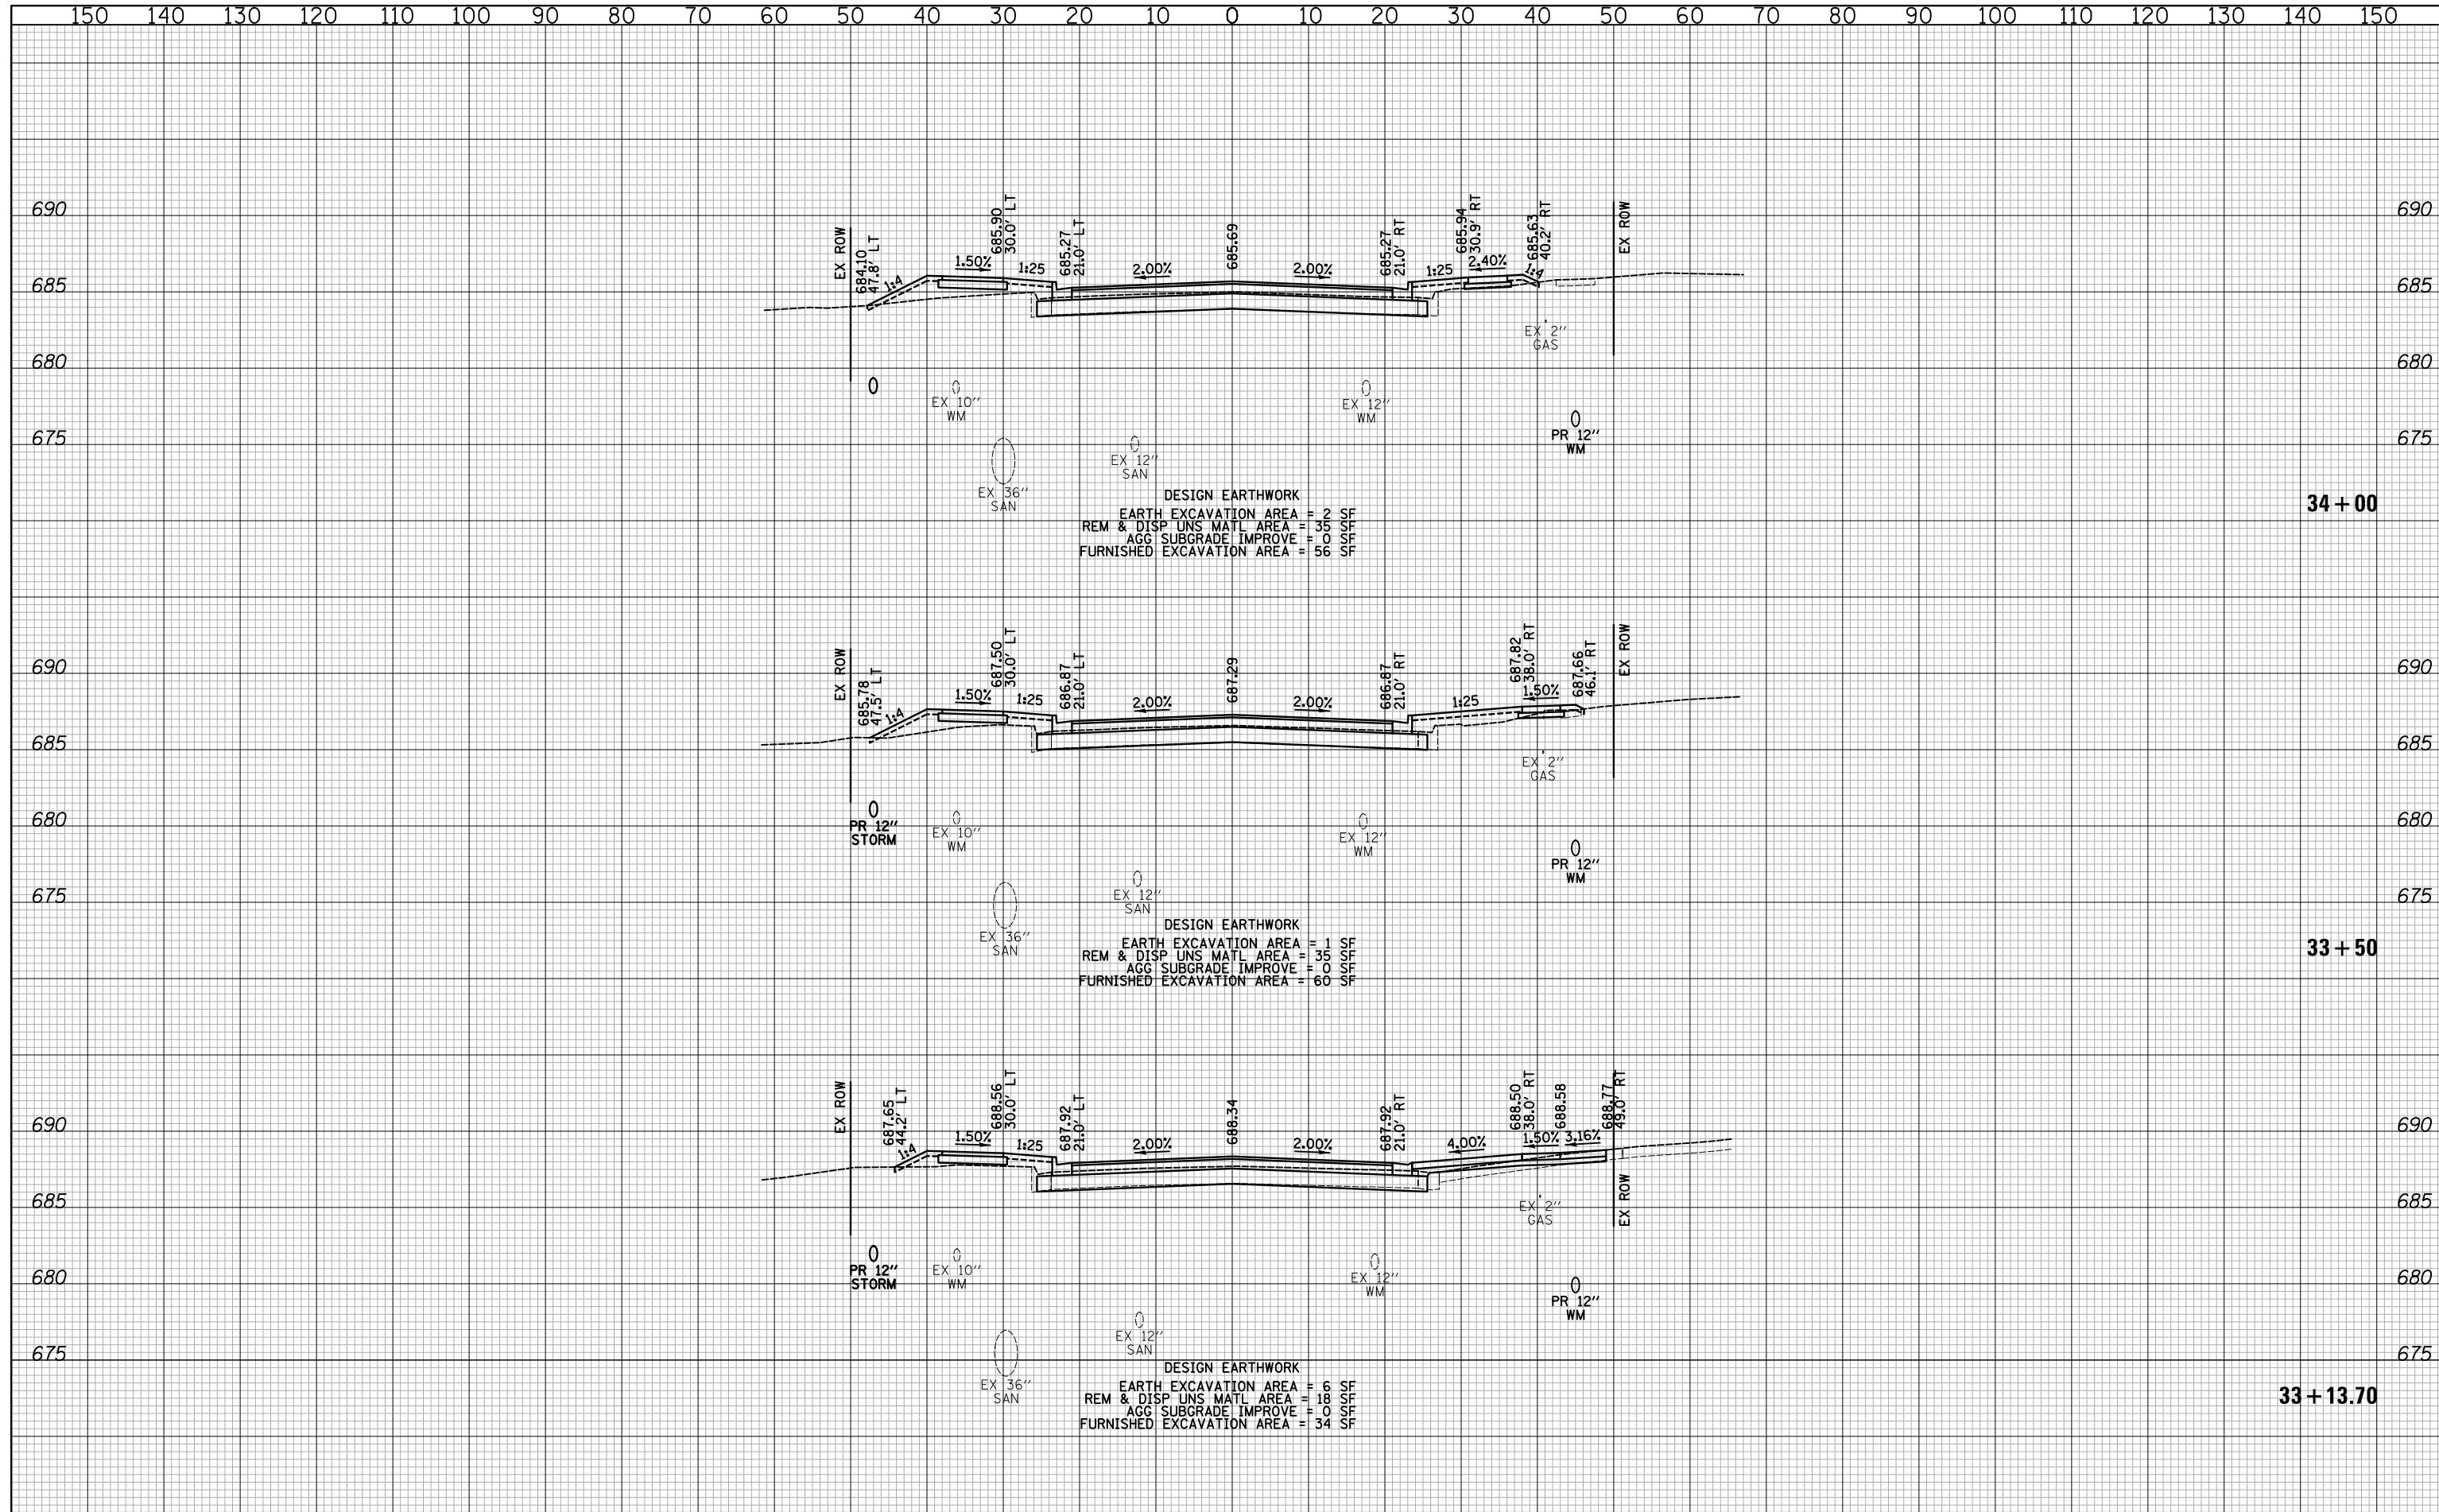 150 140 130 120 110 100 90 80 70 60 50 40 30 20 10 0 10 20 30 40 50 60 70 80 90 100 110 120 130 140 150
690 690
685 685
680 680
675 675
EX ROW
684.10
47.8' LT
1:4
1.50%
685.90
30.0' LT
1:25
685.27
21.0' LT
2.00%
685.69
2.00%
685.27
21.0' RT
1:25
685.94
30.9' RT
2.40%
685.63
40.2' RT
1:4
EX ROW
EX 2"
GAS
EX 10"
WM
EX 12"
WM
PR 12"
WM
EX 12"
SAN
EX 36"
SAN
DESIGN EARTHWORK
EARTH EXCAVATION AREA = 2 SF
REM & DISP UNS MATL AREA = 35 SF
AGG SUBGRADE IMPROVE = 0 SF
FURNISHED EXCAVATION AREA = 56 SF
34+00
690 690
685 685
680 680
675 675
EX ROW
685.78
47.5' LT
1:4
1.50%
687.50
30.0' LT
1:25
686.87
21.0' LT
2.00%
687.29
2.00%
686.87
21.0' RT
1:25
687.82
38.0' RT
1.50%
687.66
46.1' RT
EX ROW
EX 2"
GAS
PR 12"
STORM
EX 10"
WM
EX 12"
WM
PR 12"
WM
EX 12"
SAN
EX 36"
SAN
DESIGN EARTHWORK
EARTH EXCAVATION AREA = 1 SF
REM & DISP UNS MATL AREA = 35 SF
AGG SUBGRADE IMPROVE = 0 SF
FURNISHED EXCAVATION AREA = 60 SF
33+50
690 690
685 685
680 680
675 675
EX ROW
687.65
44.2' LT
1:4
1.50%
688.56
30.0' LT
1:25
687.92
21.0' LT
2.00%
688.34
2.00%
687.92
21.0' RT
4.00%
688.50
38.0' RT
1.50%
688.58
3.16%
688.77
49.0' RT
EX ROW
EX 2"
GAS
PR 12"
STORM
EX 10"
WM
EX 12"
WM
PR 12"
WM
EX 12"
SAN
EX 36"
SAN
DESIGN EARTHWORK
EARTH EXCAVATION AREA = 6 SF
REM & DISP UNS MATL AREA = 18 SF
AGG SUBGRADE IMPROVE = 0 SF
FURNISHED EXCAVATION AREA = 34 SF
33+13.70